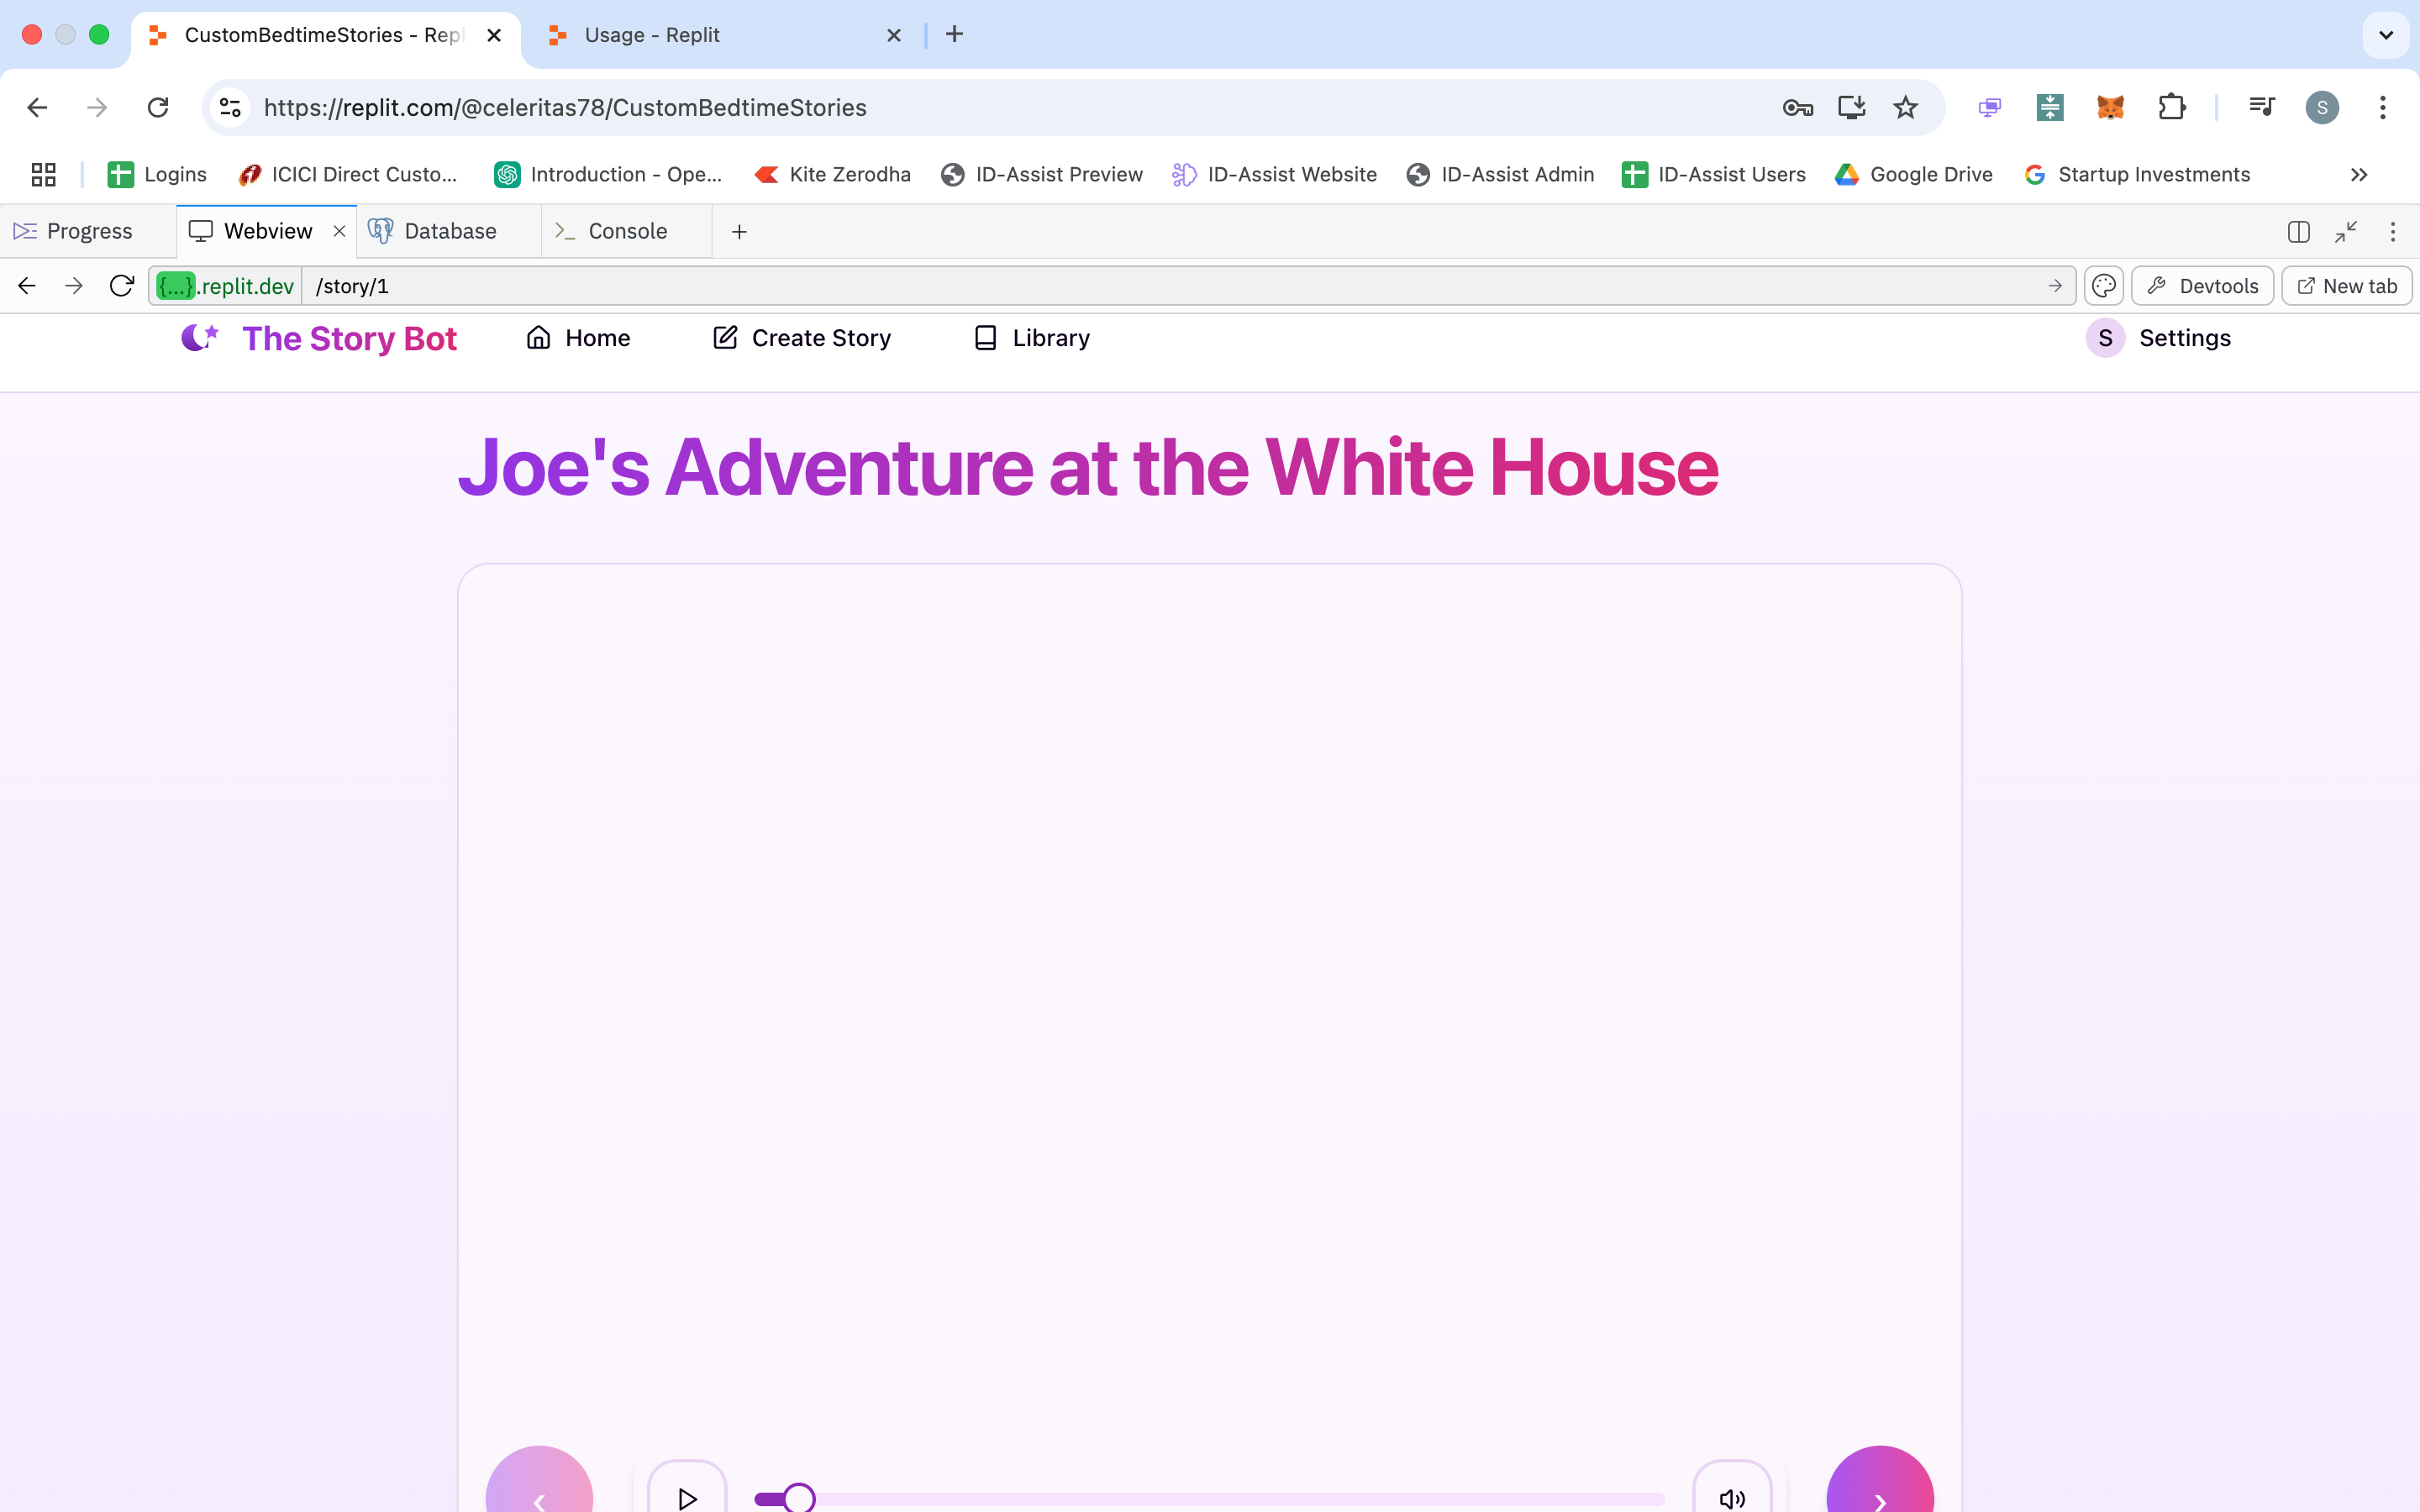 CustomBedtimeStories - Repl
Usage - Replit
https://replit.com/@celeritas78/CustomBedtimeStories
S
Logins
ICICI Direct Custo...
Introduction - Ope...
Kite Zerodha
ID-Assist Preview
ID-Assist Website
ID-Assist Admin
ID-Assist Users
Google Drive
Startup Investments
Progress
Webview
Database
Console
{...}.replit.dev
/story/1
Devtools
New tab
The Story Bot
Home
Create Story
Library
S
Settings
Joe's Adventure at the White House